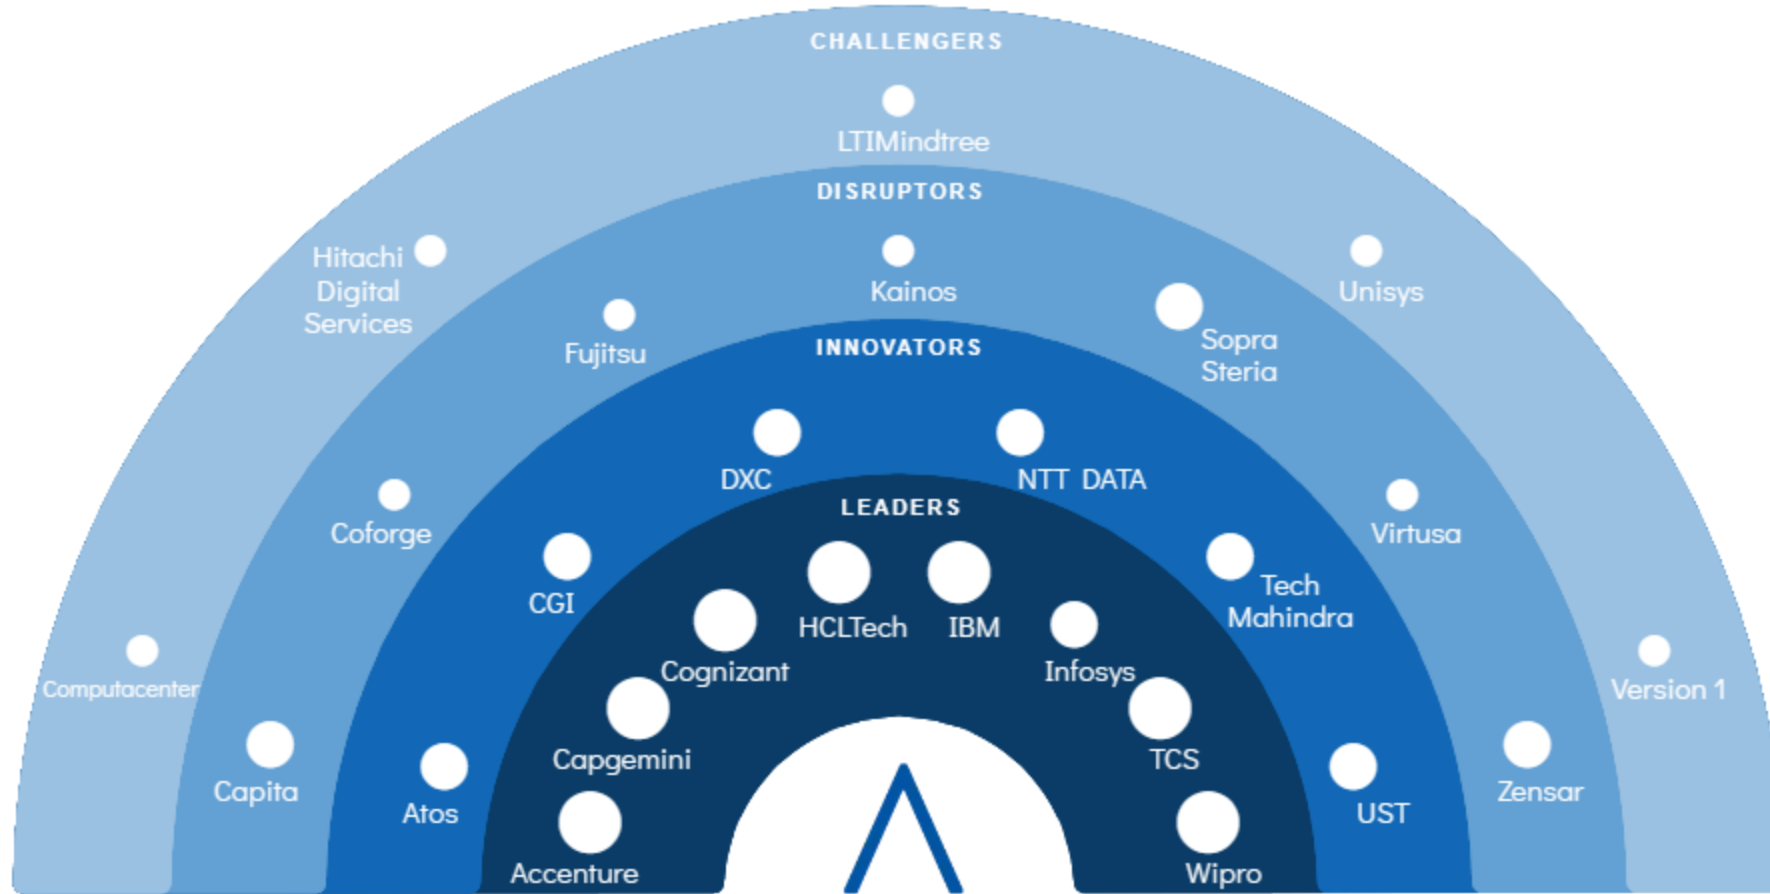 CHALLENGERS
LTIMindtree
Hitachi
Digital
Services
Unisys
Computacenter
Version 1
DISRUPTORS
Kainos
Fujitsu
Sopra
Steria
Coforge
Virtusa
Capita
Zensar
INNOVATORS
DXC
NTT DATA
CGI
Tech
Mahindra
Atos
UST
LEADERS
HCLTech
IBM
Cognizant
Infosys
Capgemini
TCS
Accenture
Wipro